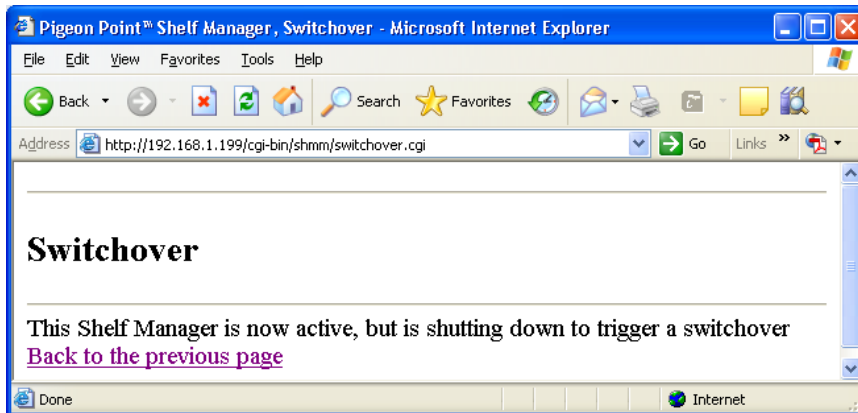 Pigeon Point™ Shelf Manager, Switchover - Microsoft Internet Explorer
File Edit View Favorites Tools Help
Back Search Favorites
Address http://192.168.1.199/cgi-bin/shmm/switchover.cgi Go Links »
Switchover
This Shelf Manager is now active, but is shutting down to trigger a switchover
Back to the previous page
Done Internet